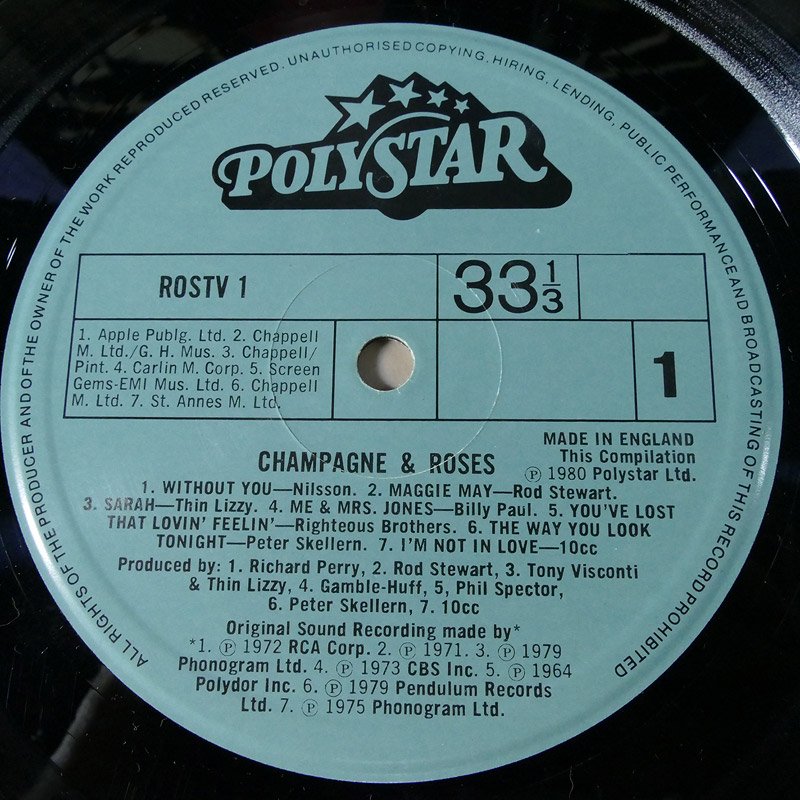 ALL RIGHTS OF THE PRODUCER AND OF THE OWNER OF THE WORK REPRODUCED RESERVED. UNAUTHORISED COPYING, HIRING, LENDING, PUBLIC PERFORMANCE AND BROADCASTING OF THIS RECORD PROHIBITED
POLYSTAR
ROSTV 1
33 1/3
1. Apple Publg. Ltd. 2. Chappell
M. Ltd./G. H. Mus. 3. Chappell/
Pint. 4. Carlin M. Corp. 5. Screen
Gems-EMI Mus. Ltd. 6. Chappell
M. Ltd. 7. St. Annes M. Ltd.
1
MADE IN ENGLAND
This Compilation
℗ 1980 Polystar Ltd.
CHAMPAGNE & ROSES
1. WITHOUT YOU—Nilsson. 2. MAGGIE MAY—Rod Stewart.
3. SARAH—Thin Lizzy. 4. ME & MRS. JONES—Billy Paul. 5. YOU'VE LOST
THAT LOVIN' FEELIN'—Righteous Brothers. 6. THE WAY YOU LOOK
TONIGHT—Peter Skellern. 7. I'M NOT IN LOVE—10cc
Produced by: 1. Richard Perry, 2. Rod Stewart, 3. Tony Visconti
& Thin Lizzy, 4. Gamble-Huff, 5, Phil Spector,
6. Peter Skellern, 7. 10cc
Original Sound Recording made by*
*1. ℗ 1972 RCA Corp. 2. ℗ 1971. 3. ℗ 1979
Phonogram Ltd. 4. ℗ 1973 CBS Inc. 5. ℗ 1964
Polydor Inc. 6. ℗ 1979 Pendulum Records
Ltd. 7. ℗ 1975 Phonogram Ltd.